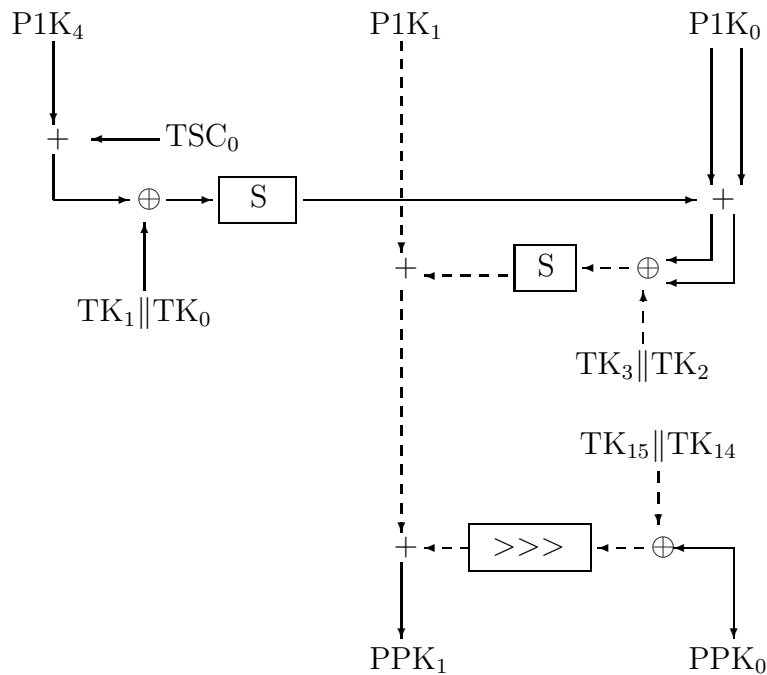 P1K₄ P1K₁ P1K₀
+ TSC₀
⊕ S +
+ S ⊕
TK₁‖TK₀
TK₃‖TK₂
TK₁₅‖TK₁₄
+ >>> ⊕
PPK₁ PPK₀